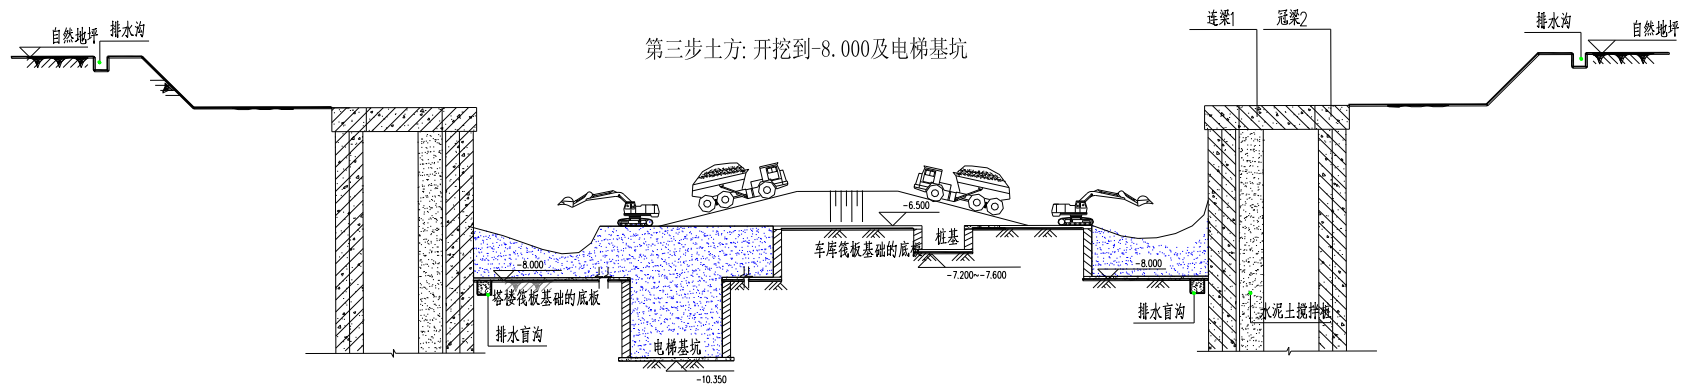 自然地坪
排水沟
第三步土方:开挖到-8.000及电梯基坑
连梁1
冠梁2
排水沟
自然地坪
-6.500
桩基
车库筏板基础的底板
-8.000
-7.200~-7.600
-8.000
塔楼筏板基础的底板
排水盲沟
排水盲沟
水泥土搅拌桩
电梯基坑
-10.350